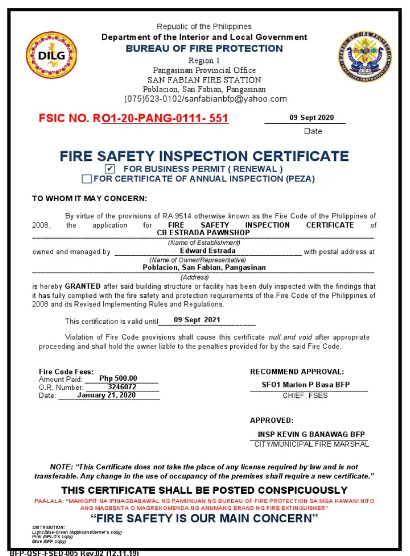 Republic of the Philippines
Department of the Interior and Local Government
BUREAU OF FIRE PROTECTION
Region 1
Pangasinan Provincial Office
SAN FABIAN FIRE STATION
Poblacion, San Fabian, Pangasinan
(075)523-0102/sanfabianbfp@yahoo.com
DILG
FSIC NO. RO1-20-PANG-0111- 551
09 Sept 2020
Date
FIRE SAFETY INSPECTION CERTIFICATE
✓ FOR BUSINESS PERMIT ( RENEWAL )
FOR CERTIFICATE OF ANNUAL INSPECTION (PEZA)
TO WHOM IT MAY CONCERN:
By virtue of the provisions of RA 9514 otherwise known as the Fire Code of the Philippines of
2008, the application for FIRE SAFETY INSPECTION CERTIFICATE of
CB ESTRADA PAWNSHOP
(Name of Establishment)
owned and managed by Edward Estrada with postal address at
(Name of Owner/Representative)
Poblacion, San Fabian, Pangasinan
(Address)
is hereby GRANTED after said building structure or facility has been duly inspected with the findings that
it has fully complied with the fire safety and protection requirements of the Fire Code of the Philippines of
2008 and its Revised Implementing Rules and Regulations.
This certification is valid until 09 Sept 2021
Violation of Fire Code provisions shall cause this certificate null and void after appropriate
proceeding and shall hold the owner liable to the penalties provided for by the said Fire Code.
Fire Code Fees:
Amount Paid: Php 500.00
O.R. Number: 3246072
Date: January 21, 2020
RECOMMEND APPROVAL:
SFO1 Marlon P Basa BFP
CHIEF, FSES
APPROVED:
INSP KEVIN G BANAWAG BFP
CITY/MUNICIPAL FIRE MARSHAL
NOTE: “This Certificate does not take the place of any license required by law and is not
transferable. Any change in the use of occupancy of the premises shall require a new certificate.”
THIS CERTIFICATE SHALL BE POSTED CONSPICUOUSLY
PAALALA: “MAHIGPIT NA IPINAGBABAWAL NG PAMUNUAN NG BUREAU OF FIRE PROTECTION SA MGA KAWANI NITO
ANG MAGBENTA O MAGREKOMENDA NG ANUMANG BRAND NG FIRE EXTINGUISHER”
“FIRE SAFETY IS OUR MAIN CONCERN”
DISTRIBUTION:
BFP-QSF-FSED-005 Rev.02 (12.11.19)